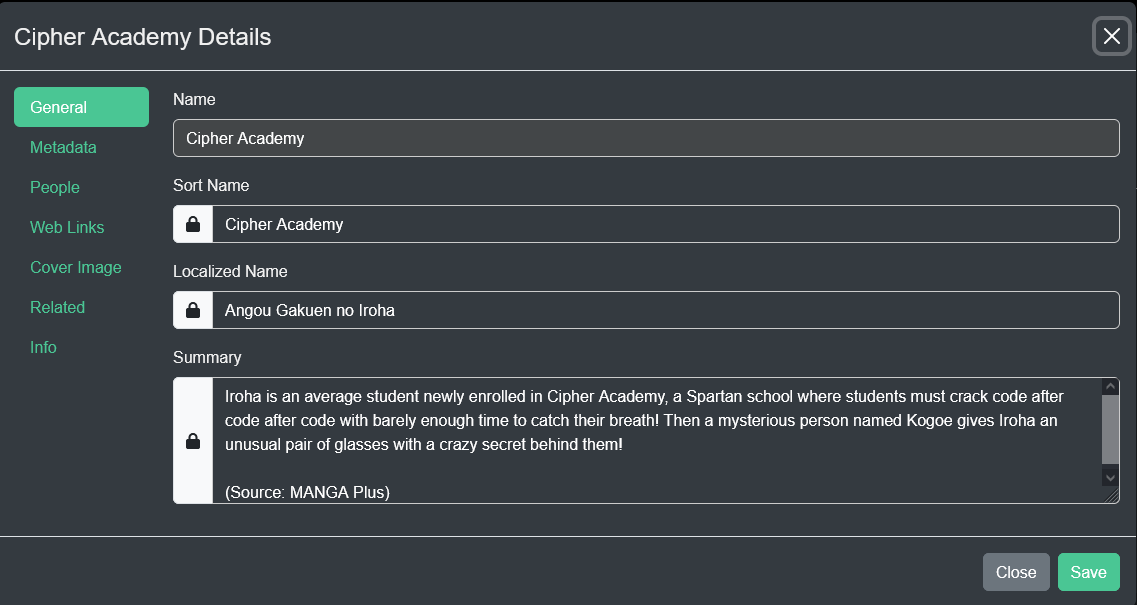 Cipher Academy Details
General
Metadata
People
Web Links
Cover Image
Related
Info
Name
Cipher Academy
Sort Name
Cipher Academy
Localized Name
Angou Gakuen no Iroha
Summary
Iroha is an average student newly enrolled in Cipher Academy, a Spartan school where students must crack code after
code after code with barely enough time to catch their breath! Then a mysterious person named Kogoe gives Iroha an
unusual pair of glasses with a crazy secret behind them!
(Source: MANGA Plus)
Close
Save